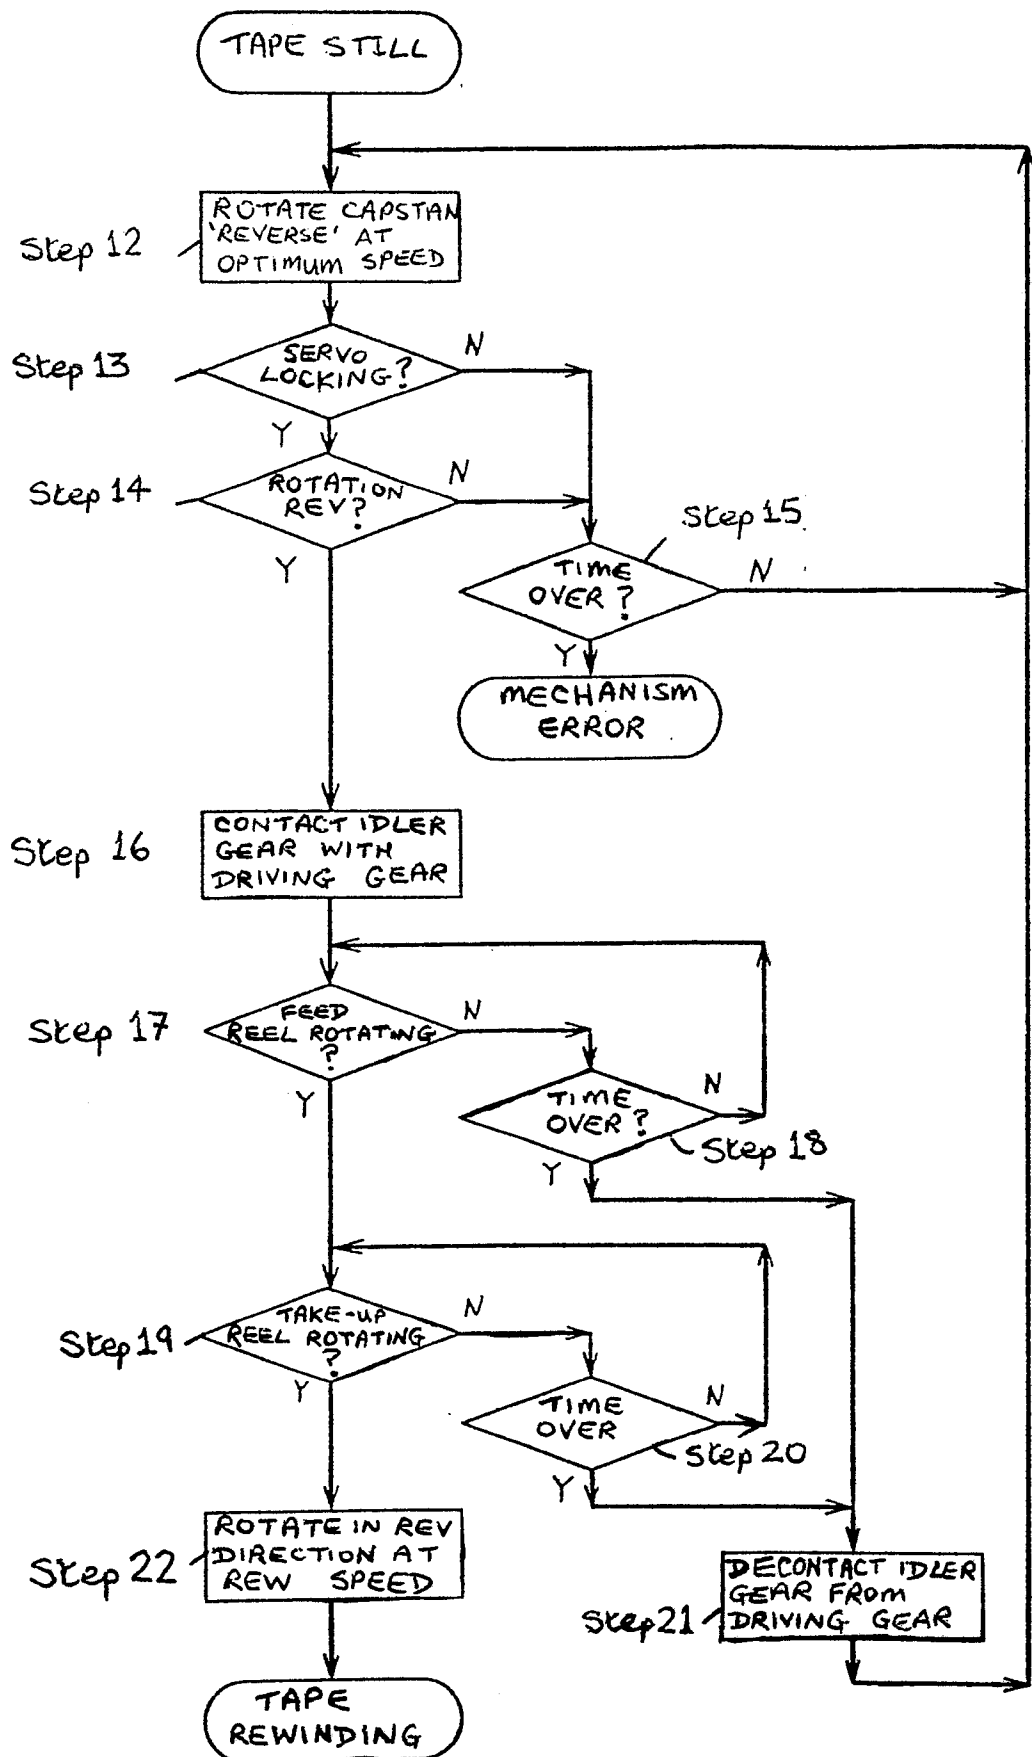 TAPE STILL
Step 12
ROTATE CAPSTAN
'REVERSE' AT
OPTIMUM SPEED
Step 13
SERVO
LOCKING?
N
Y
Step 14
ROTATION
REV?
N
Y
Step 15
TIME
OVER?
N
Y
MECHANISM
ERROR
Step 16
CONTACT IDLER
GEAR WITH
DRIVING GEAR
Step 17
FEED
REEL ROTATING
?
N
Y
TIME
OVER?
N
Step 18
Y
Step 19
TAKE-UP
REEL ROTATING
?
N
Y
TIME
OVER
N
Step 20
Y
Step 22
ROTATE IN REV
DIRECTION AT
REW SPEED
Step 21
DECONTACT IDLER
GEAR FROM
DRIVING GEAR
TAPE
REWINDING